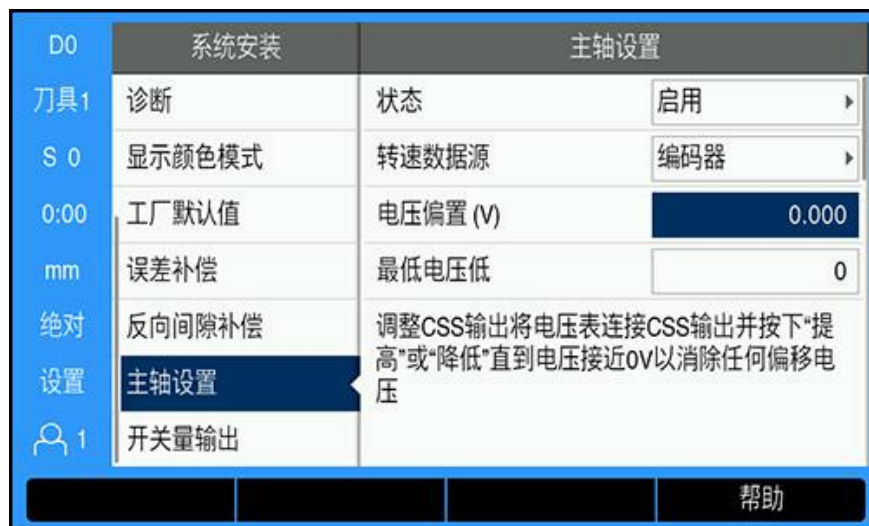 D0
系统安装
主轴设置
刀具1
诊断
状态
启用
S 0
显示颜色模式
转速数据源
编码器
0:00
工厂默认值
电压偏置 (V)
0.000
mm
误差补偿
最低电压低
0
绝对
反向间隙补偿
调整CSS输出将电压表连接CSS输出并按下“提
高”或“降低”直到电压接近0V以消除任何偏移电
压
设置
主轴设置
1
开关量输出
帮助